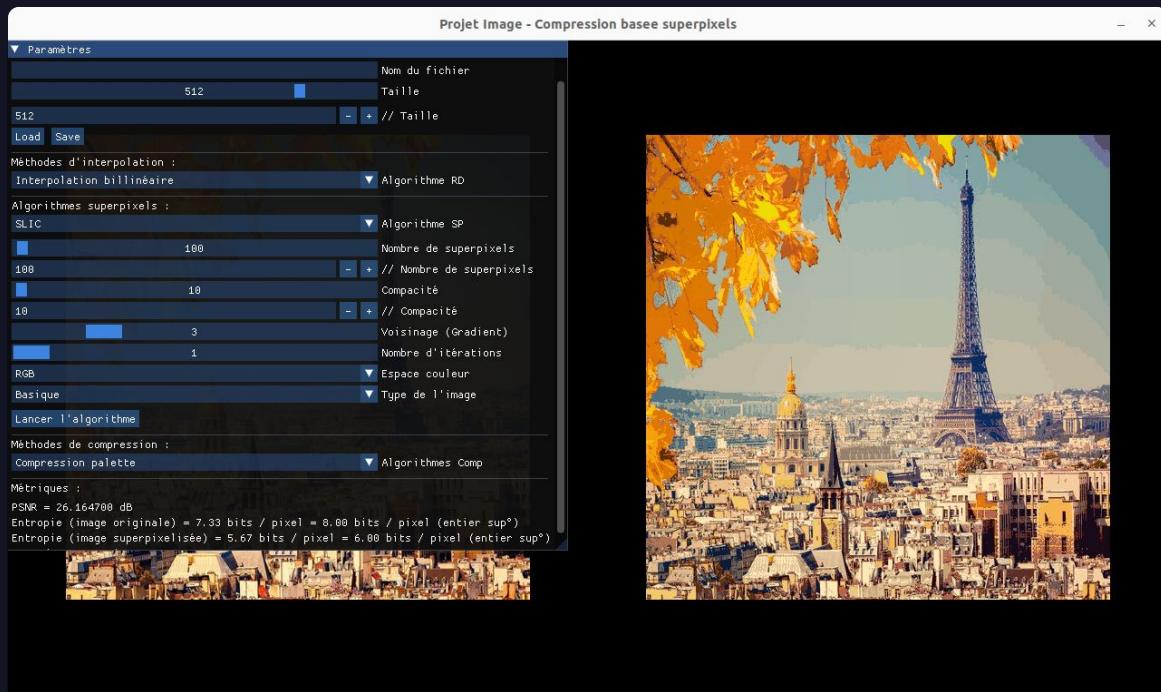 Projet Image - Compression basee superpixels
Paramètres
Nom du fichier
512 Taille
512 - + // Taille
Load Save
Méthodes d'interpolation :
Interpolation billinéaire Algorithme RD
Algorithmes superpixels :
SLIC Algorithme SP
100 Nombre de superpixels
100 - + // Nombre de superpixels
10 Compacité
10 - + // Compacité
3 Voisinage (Gradient)
1 Nombre d'itérations
RGB Espace couleur
Basique Type de l'image
Lancer l'algorithme
Méthodes de compression :
Compression palette Algorithmes Comp
Métriques :
PSNR = 26.164700 dB
Entropie (image originale) = 7.33 bits / pixel = 8.00 bits / pixel (entier sup°)
Entropie (image superpixelisée) = 5.67 bits / pixel = 6.00 bits / pixel (entier sup°)